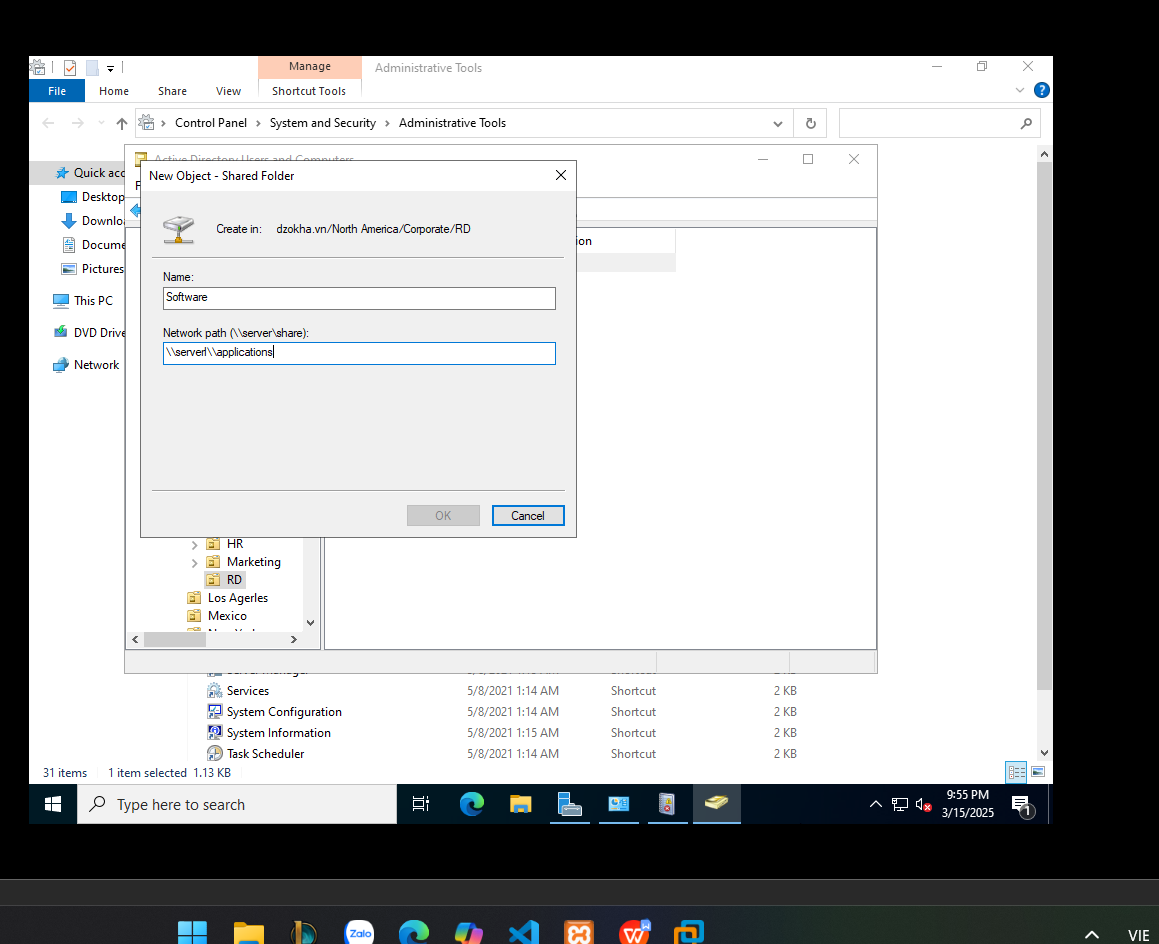 Manage
Administrative Tools
File
Home
Share
View
Shortcut Tools
Control Panel
System and Security
Administrative Tools
Active Directory Users and Computers
Quick acc
New Object - Shared Folder
Desktop
Downlo
Create in: dzokha.vn/North America/Corporate/RD
Docume
ion
Pictures
Name:
Software
This PC
DVD Drive
Network path (\\server\share):
\\serverl\\applications
Network
OK
Cancel
HR
Marketing
RD
Los Agerles
Mexico
Services 5/8/2021 1:14 AM Shortcut 2 KB
System Configuration 5/8/2021 1:14 AM Shortcut 2 KB
System Information 5/8/2021 1:15 AM Shortcut 2 KB
Task Scheduler 5/8/2021 1:14 AM Shortcut 2 KB
31 items 1 item selected 1.13 KB
Type here to search
9:55 PM
3/15/2025
1
Zalo
VIE